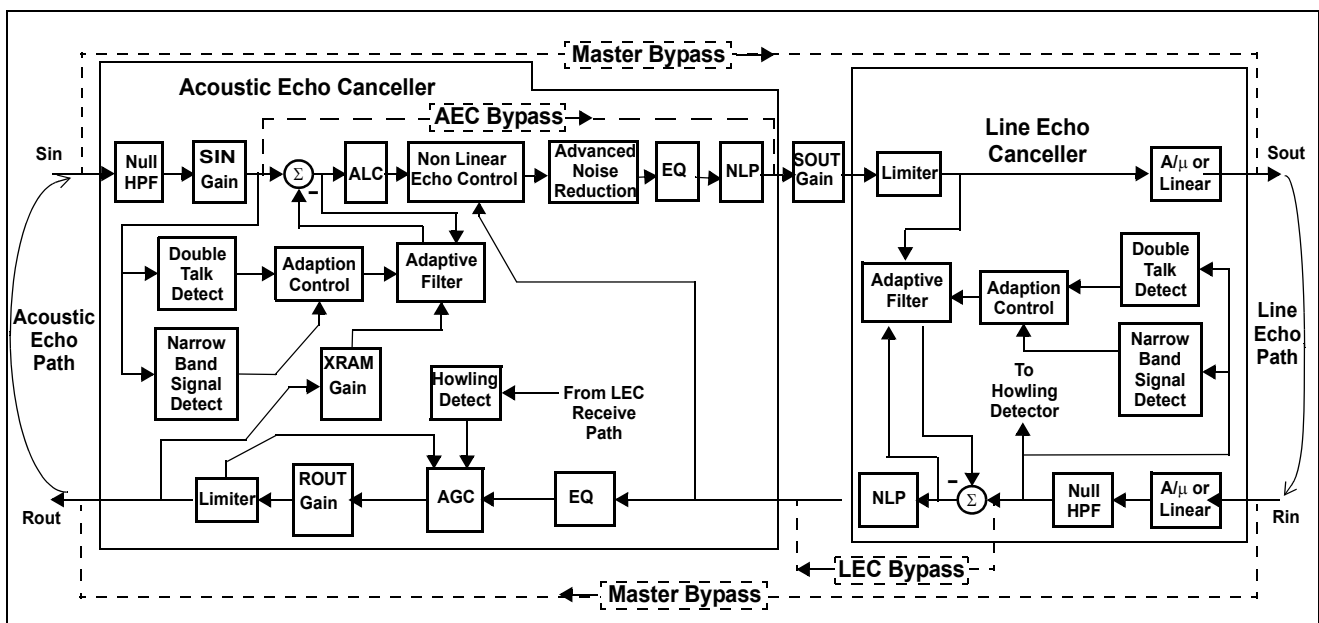 Master Bypass
Acoustic Echo Canceller
AEC Bypass
Line Echo
Canceller
Sin
Null
HPF
SIN
Gain
Σ
−
ALC
Non Linear
Echo Control
Advanced
Noise
Reduction
EQ
NLP
SOUT
Gain
Limiter
A/μ or
Linear
Sout
Double
Talk
Detect
Adaption
Control
Adaptive
Filter
Adaptive
Filter
Adaption
Control
Double
Talk
Detect
Acoustic
Echo
Path
Narrow
Band
Signal
Detect
XRAM
Gain
Howling
Detect
From LEC
Receive
Path
To
Howling
Detector
Narrow
Band
Signal
Detect
Line
Echo
Path
Rout
Limiter
ROUT
Gain
AGC
EQ
NLP
−
Σ
Null
HPF
A/μ or
Linear
Rin
LEC Bypass
Master Bypass